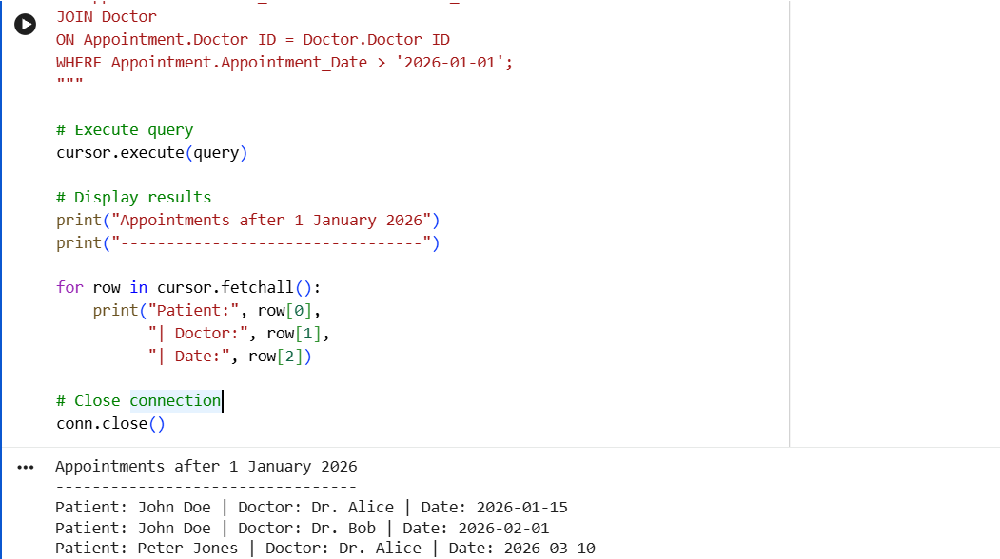 JOIN Doctor
ON Appointment.Doctor_ID = Doctor.Doctor_ID
WHERE Appointment.Appointment_Date > '2026-01-01';
"""
# Execute query
cursor.execute(query)
# Display results
print("Appointments after 1 January 2026")
print("---------------------------------")
for row in cursor.fetchall():
    print("Patient:", row[0],
          "| Doctor:", row[1],
          "| Date:", row[2])
# Close connection
conn.close()
Appointments after 1 January 2026
---------------------------------
Patient: John Doe | Doctor: Dr. Alice | Date: 2026-01-15
Patient: John Doe | Doctor: Dr. Bob | Date: 2026-02-01
Patient: Peter Jones | Doctor: Dr. Alice | Date: 2026-03-10